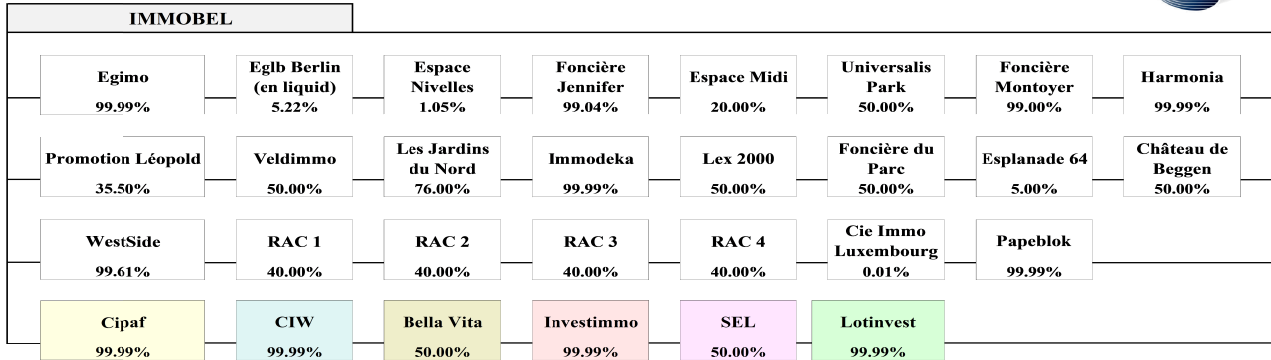 IMMOBEL
Egimo
99.99%
Eglb Berlin
(en liquid)
5.22%
Espace
Nivelles
1.05%
Foncière
Jennifer
99.04%
Espace Midi
20.00%
Universalis
Park
50.00%
Foncière
Montoyer
99.00%
Harmonia
99.99%
Promotion Léopold
35.50%
Veldimmo
50.00%
Les Jardins
du Nord
76.00%
Immodeka
99.99%
Lex 2000
50.00%
Foncière du
Parc
50.00%
Esplanade 64
5.00%
Château de
Beggen
50.00%
WestSide
99.61%
RAC 1
40.00%
RAC 2
40.00%
RAC 3
40.00%
RAC 4
40.00%
Cie Immo
Luxembourg
0.01%
Papeblok
99.99%
Cipaf
99.99%
CIW
99.99%
Bella Vita
50.00%
Investimmo
99.99%
SEL
50.00%
Lotinvest
99.99%